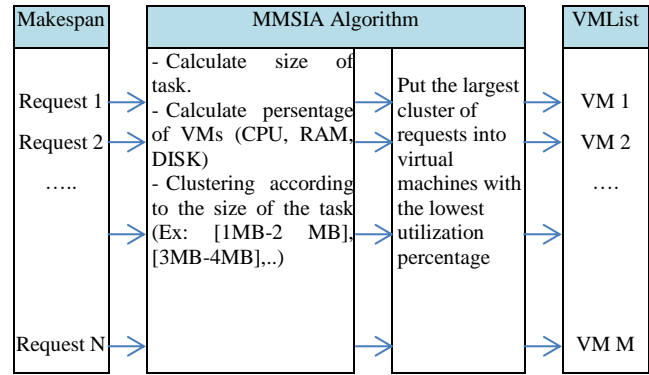 Makespan
MMSIA Algorithm
VMList
Request 1
Request 2
…..
Request N
- Calculate size of
task.
- Calculate persentage
of VMs (CPU, RAM,
DISK)
- Clustering according
to the size of the task
(Ex: [1MB-2 MB],
[3MB-4MB],..)
Put the largest
cluster of
requests into
virtual
machines with
the lowest
utilization
percentage
VM 1
VM 2
….
VM M